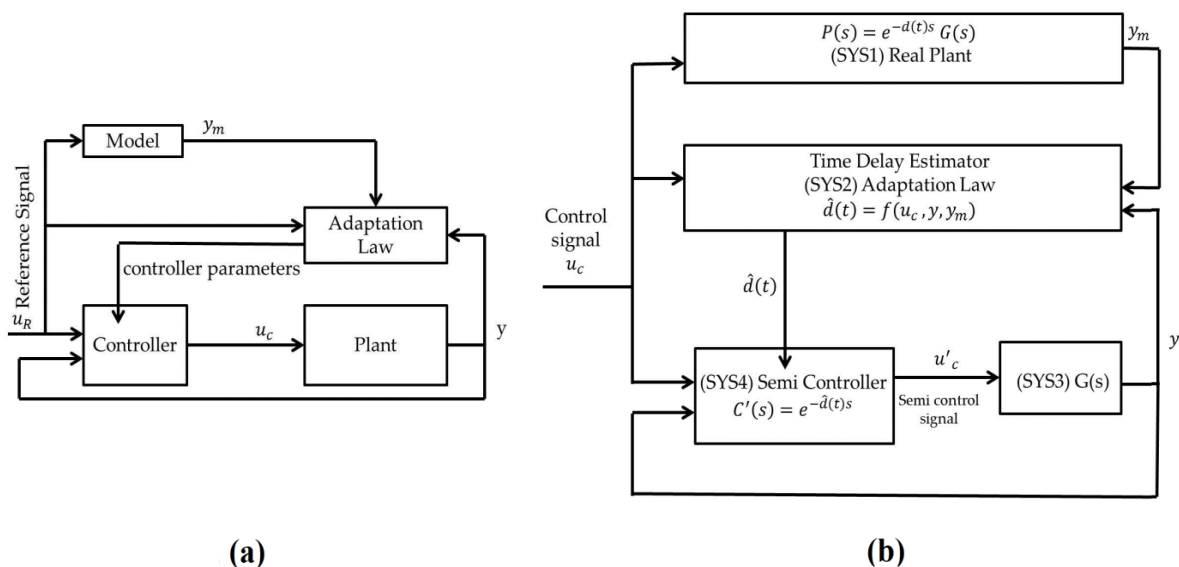 Reference Signal
u_R
Model
y_m
Adaptation
Law
controller parameters
Controller
u_c
Plant
y
(a)
P(s) = e^{-d(t)s} G(s)
(SYS1) Real Plant
y_m
Time Delay Estimator
(SYS2) Adaptation Law
d̂(t) = f(u_c, y, y_m)
Control
signal
u_c
d̂(t)
(SYS4) Semi Controller
C′(s) = e^{-d̂(t)s}
u′_c
Semi control
signal
(SYS3) G(s)
y
(b)